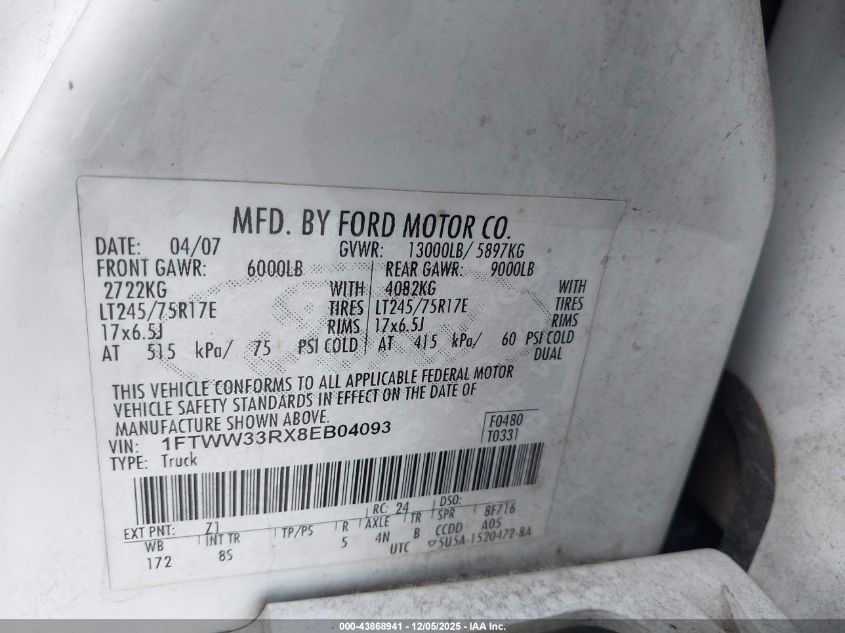 MFD. BY FORD MOTOR CO.
DATE: 04/07 GVWR: 13000LB/ 5897KG
FRONT GAWR: 6000LB REAR GAWR: 9000LB
2722KG WITH 4082KG WITH
LT245/75R17E TIRES LT245/75R17E TIRES
17x6.5J RIMS 17x6.5J RIMS
AT 515 kPa/ 75 PSI COLD AT 415 kPa/ 60 PSI COLD
DUAL
THIS VEHICLE CONFORMS TO ALL APPLICABLE FEDERAL MOTOR
VEHICLE SAFETY STANDARDS IN EFFECT ON THE DATE OF
MANUFACTURE SHOWN ABOVE.
VIN: 1FTWW33RX8EB04093 F0480
TYPE: Truck T0331
EXT PNT: Z1 RC: 24 DSO:
WB INT TR TP/PS R AXLE TR SPR 8F716
172 8S 5 4N B CCDD A05
UTC ▽5U5A-1520472-BA
000-43868941 - 12/05/2025 - IAA Inc.